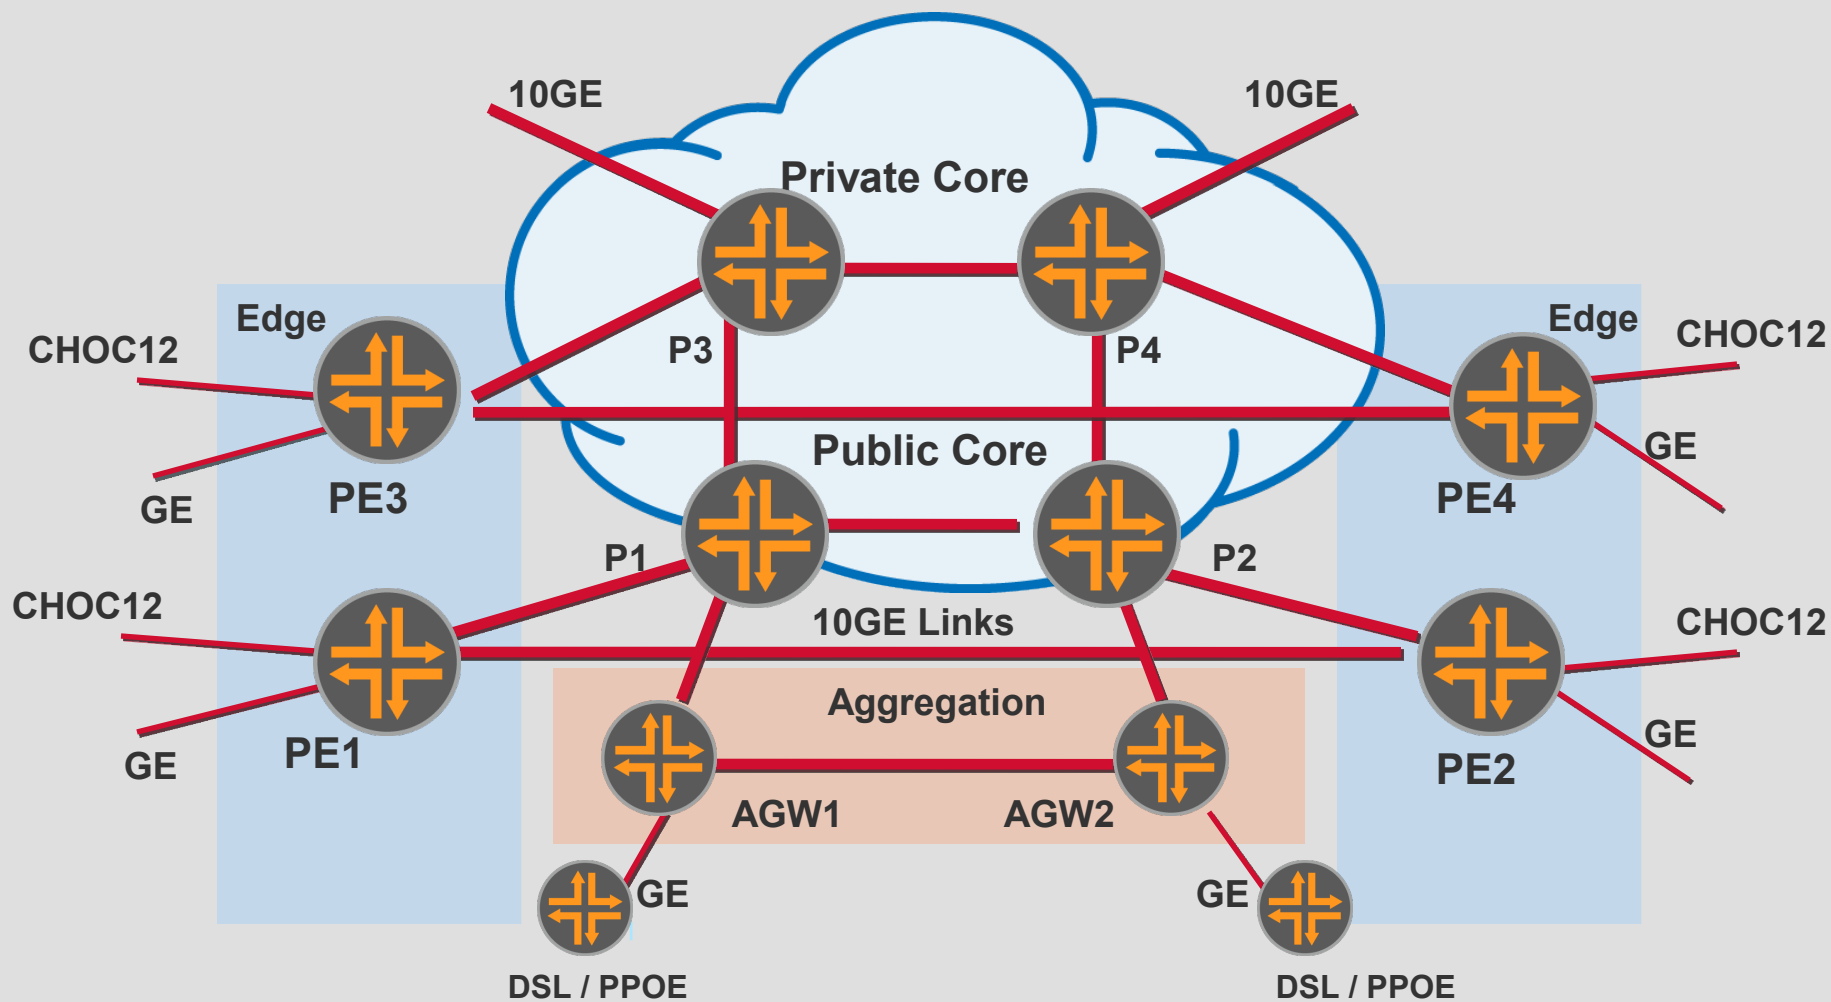 10GE
10GE
Private Core
Edge
Edge
CHOC12
CHOC12
P3
P4
GE
Public Core
PE3
PE4
GE
P1
P2
CHOC12
10GE Links
CHOC12
Aggregation
GE
PE1
PE2
GE
AGW1
AGW2
GE
GE
DSL / PPOE
DSL / PPOE